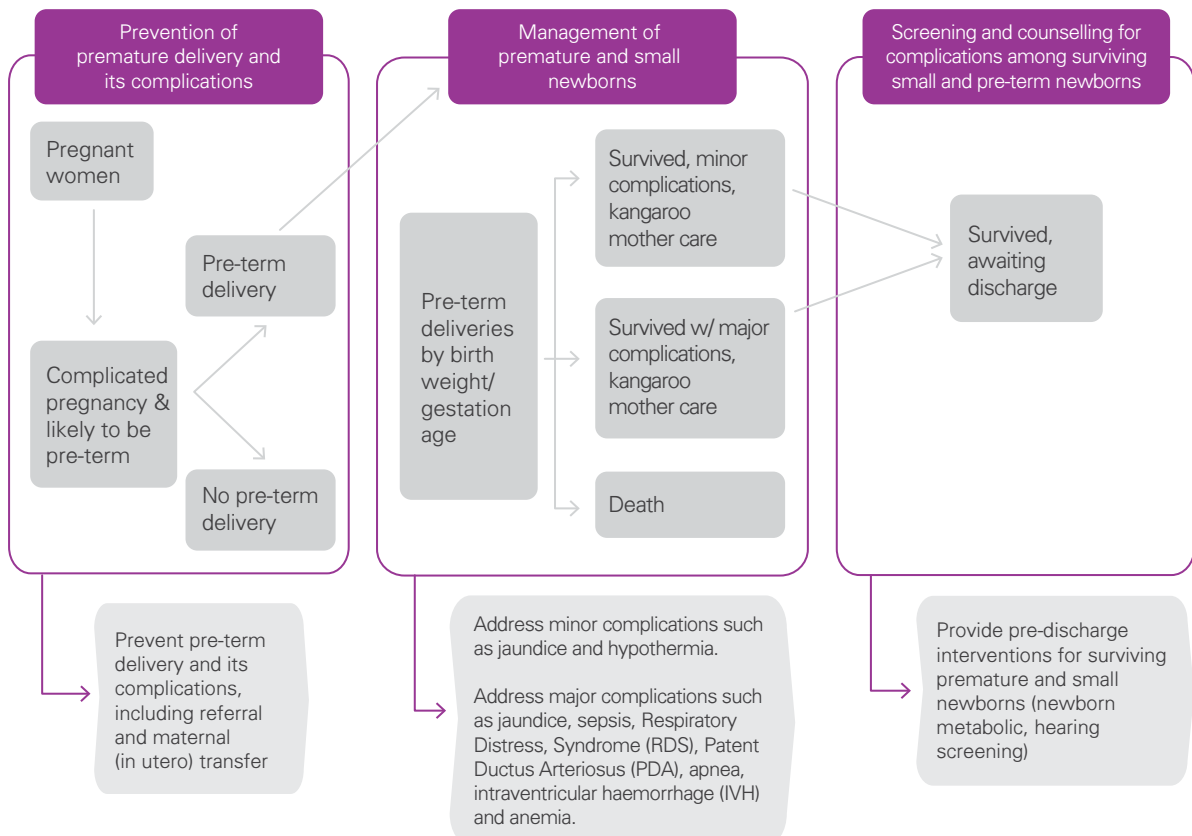 Prevention of
premature delivery and
its complications
Pregnant
women
Complicated
pregnancy &
likely to be
pre-term
Pre-term
delivery
No pre-term
delivery
Prevent pre-term
delivery and its
complications,
including referral
and maternal
(in utero) transfer
Management of
premature and small
newborns
Pre-term
deliveries
by birth
weight/
gestation
age
Survived, minor
complications,
kangaroo
mother care
Survived w/ major
complications,
kangaroo
mother care
Death
Address minor complications such
as jaundice and hypothermia.
Address major complications such
as jaundice, sepsis, Respiratory
Distress, Syndrome (RDS), Patent
Ductus Arteriosus (PDA), apnea,
intraventricular haemorrhage (IVH)
and anemia.
Screening and counselling for
complications among surviving
small and pre-term newborns
Survived,
awaiting
discharge
Provide pre-discharge
interventions for surviving
premature and small
newborns (newborn
metabolic, hearing
screening)